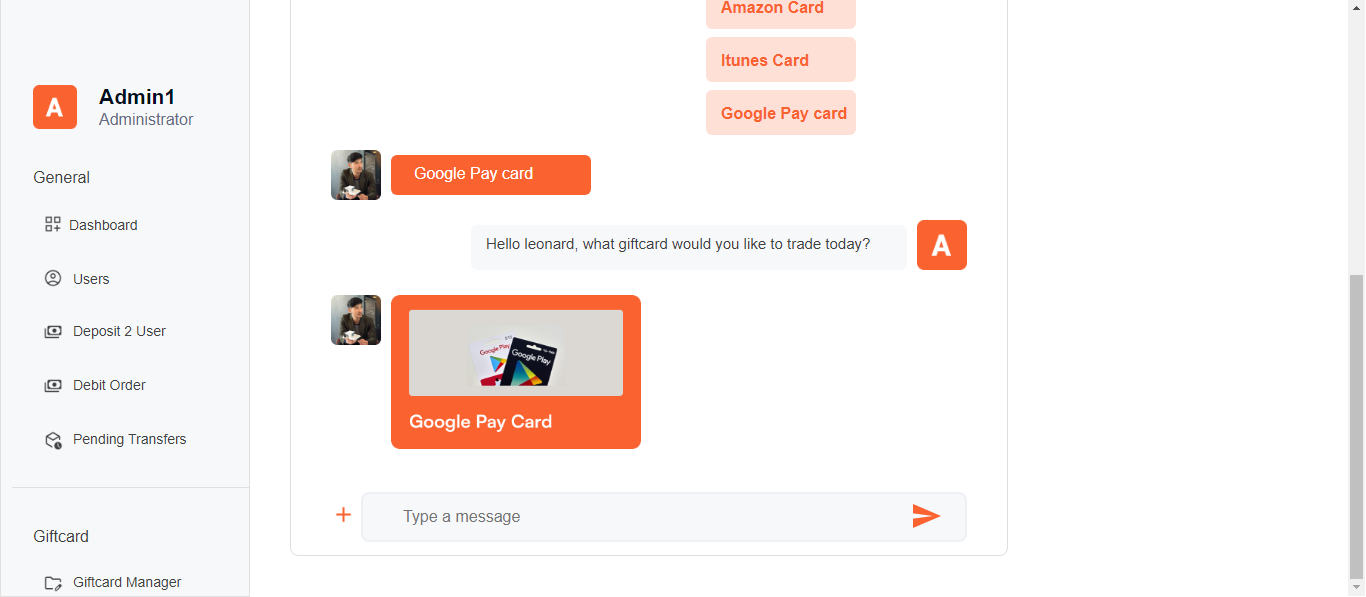 Amazon Card
Itunes Card
Google Pay card
A
Admin1
Administrator
General
Dashboard
Users
Deposit 2 User
Debit Order
Pending Transfers
Giftcard
Giftcard Manager
Google Pay card
Hello leonard, what giftcard would you like to trade today?
A
Google Play
Google Play
Google Pay Card
Type a message